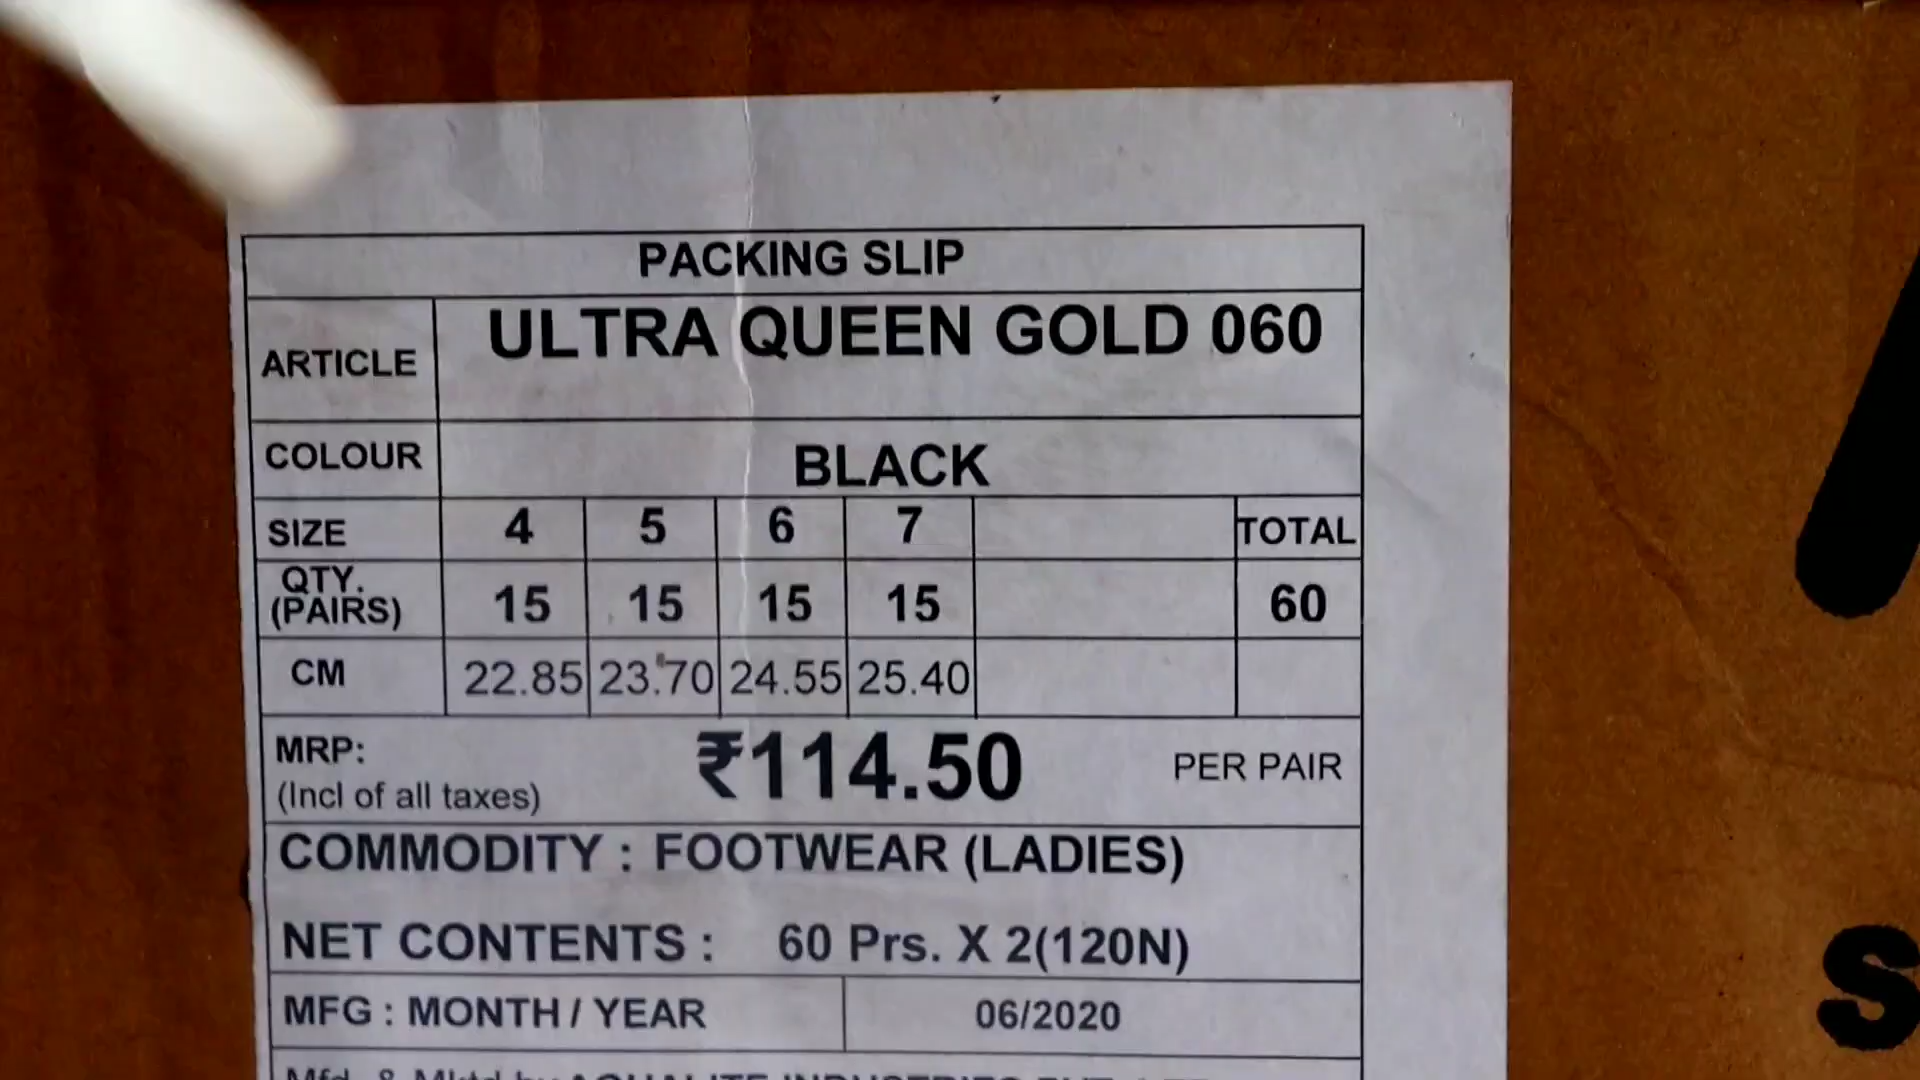 PACKING SLIP
ARTICLE ULTRA QUEEN GOLD 060
COLOUR BLACK
SIZE 4 5 6 7 TOTAL
QTY. (PAIRS) 15 15 15 15 60
CM 22.85 23.70 24.55 25.40
MRP: ₹114.50 PER PAIR
(Incl of all taxes)
COMMODITY : FOOTWEAR (LADIES)
NET CONTENTS : 60 Prs. X 2(120N)
MFG : MONTH / YEAR 06/2020
S